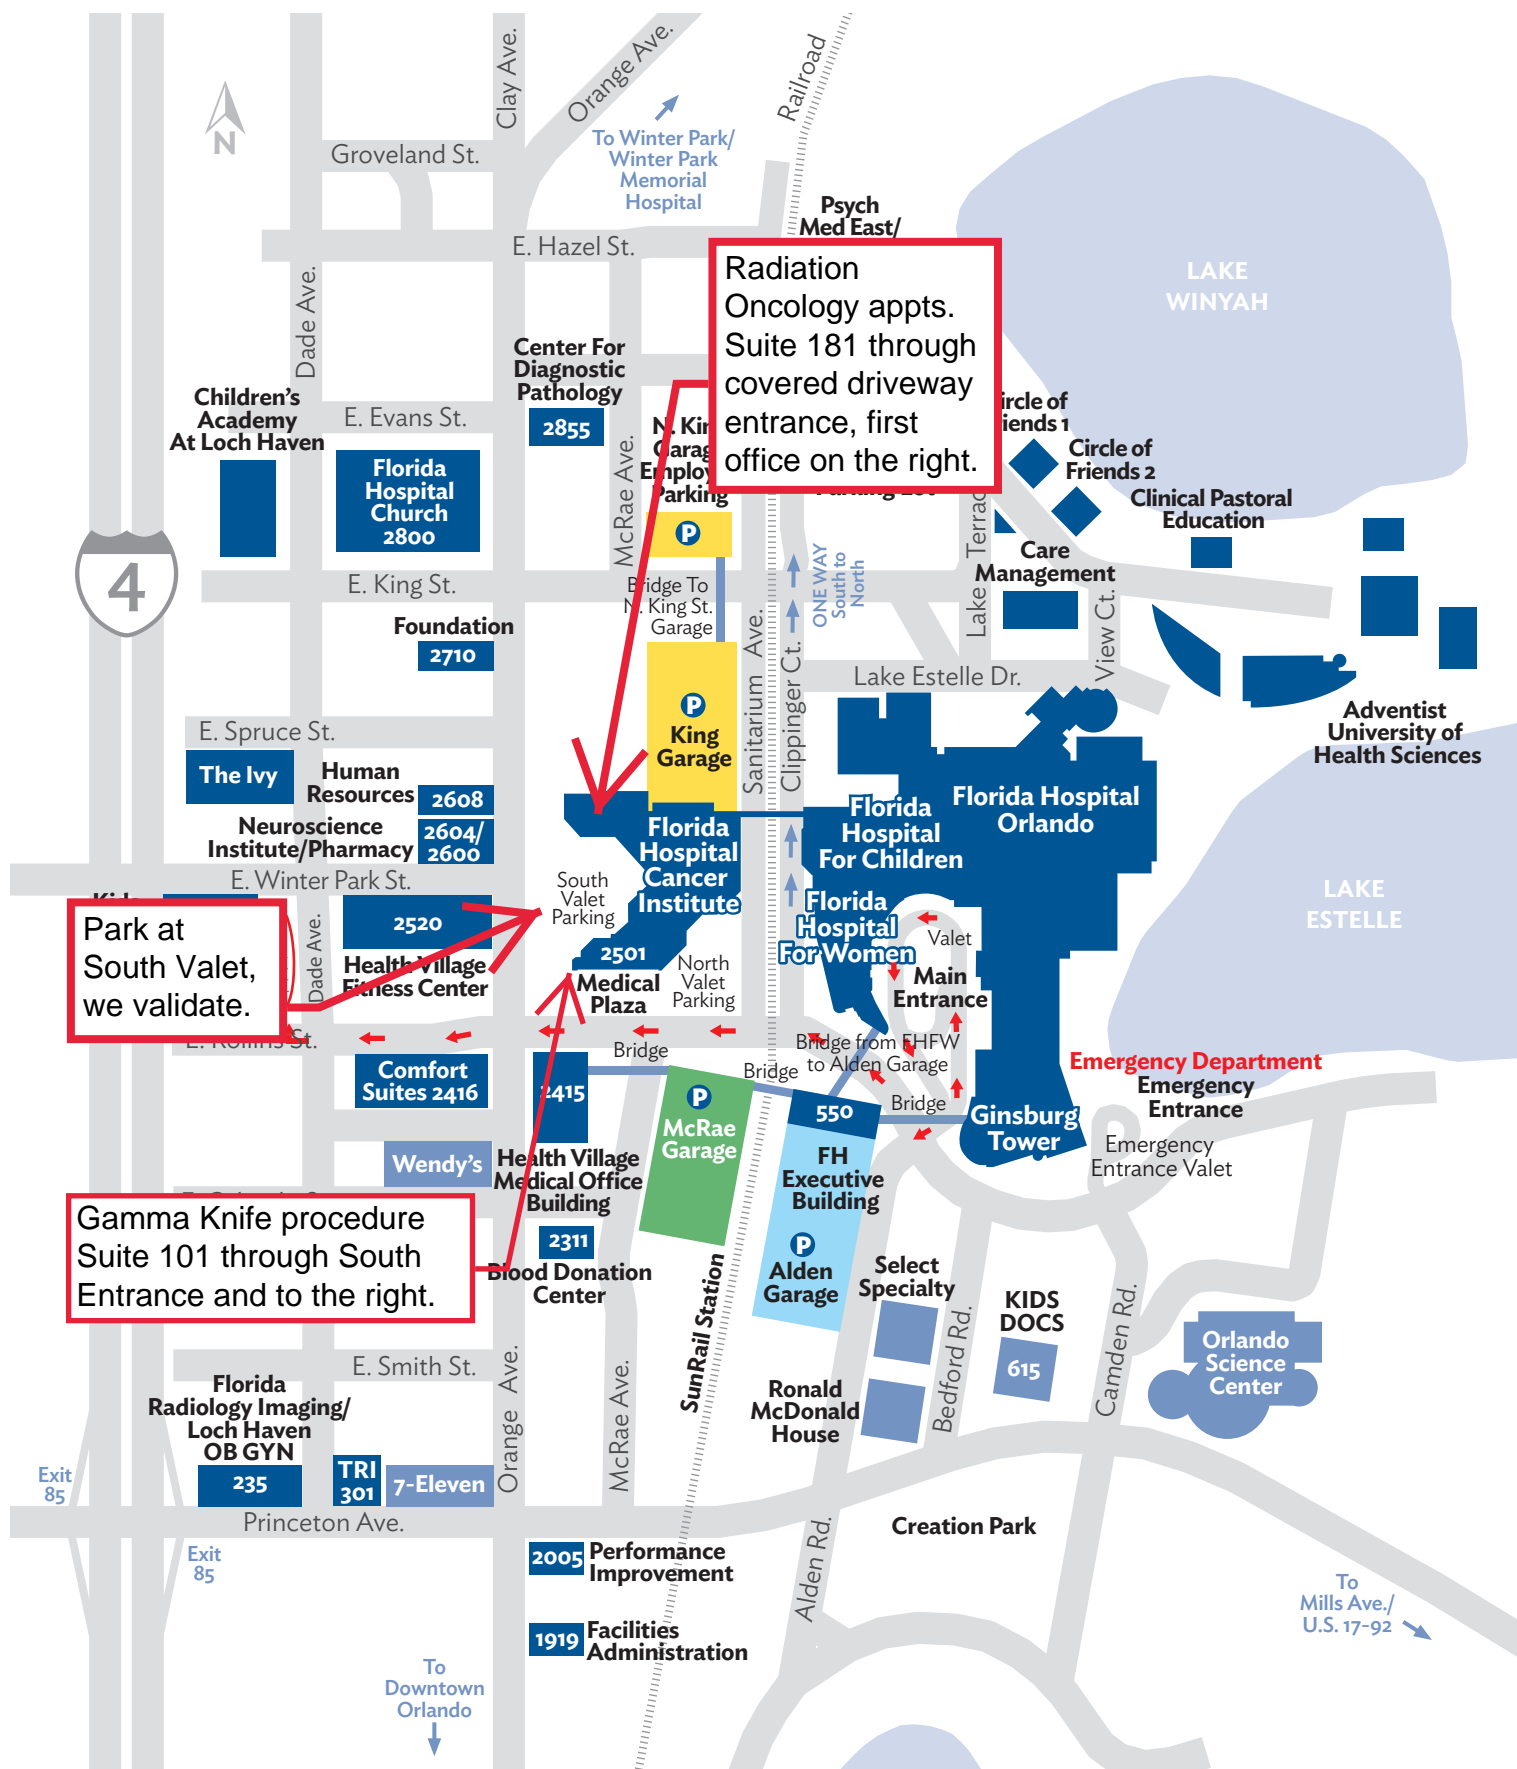 Clay Ave.
Orange Ave.
Railroad
N
Groveland St.
To Winter Park/
Winter Park
Memorial
Hospital
Psych
Med East/
E. Hazel St.
Dade Ave.
LAKE
WINYAH
Radiation
Oncology appts.
Suite 181 through
covered driveway
entrance, first
office on the right.
Center For
Diagnostic
Pathology
2855
Children's
Academy
At Loch Haven
E. Evans St.
Florida
Hospital
Church
2800
McRae Ave.
Parking
P
Circle of
Friends 2
Clinical Pastoral
Education
Care
Management
4
E. King St.
Bridge To
N. King St.
Garage
ONE WAY
South to
North
Foundation
2710
Sanitarium Ave.
Clippinger Ct.
View Ct.
Lake Estelle Dr.
P
King
Garage
E. Spruce St.
The Ivy
Human
Resources
2608
Neuroscience
Institute/Pharmacy
2604/
2600
Adventist
University of
Health Sciences
Florida Hospital
Orlando
Florida
Hospital
For Children
Florida
Hospital
Cancer
Institute
E. Winter Park St.
South
Valet
Parking
LAKE
ESTELLE
Park at
South Valet,
we validate.
2520
Health Village
Fitness Center
Dade Ave.
2501
Medical
Plaza
North
Valet
Parking
Florida
Hospital
For Women
Valet
Main
Entrance
E. Rollins St.
Bridge
Bridge
Bridge from FHFW
to Alden Garage
Bridge
Emergency Department
Emergency
Entrance
Emergency
Entrance Valet
Comfort
Suites 2416
2415
P
McRae
Garage
550
Ginsburg
Tower
Wendy's
Health Village
Medical Office
Building
FH
Executive
Building
Gamma Knife procedure
Suite 101 through South
Entrance and to the right.
2311
Blood Donation
Center
P
Alden
Garage
Select
Specialty
SunRail Station
KIDS
DOCS
615
Bedford Rd.
Camden Rd.
Orlando
Science
Center
E. Smith St.
Orange Ave.
McRae Ave.
Ronald
McDonald
House
Florida
Radiology Imaging/
Loch Haven
OB GYN
235
TRI
301
7-Eleven
Exit
85
Princeton Ave.
Exit
85
Creation Park
Alden Rd.
2005
Performance
Improvement
1919
Facilities
Administration
To
Mills Ave./
U.S. 17-92
To
Downtown
Orlando